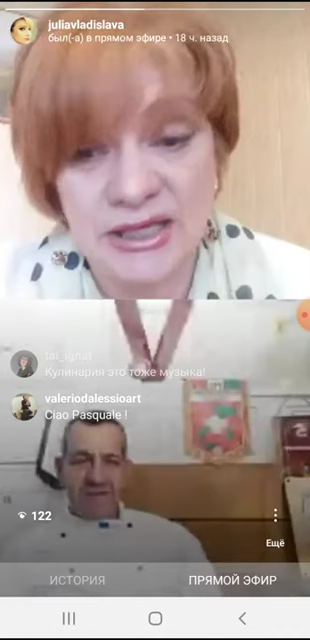 juliavladislava
был(-а) в прямом эфире • 18 ч. назад
Кулинария это тоже музыка!
valeriodalessioart
Ciao Pasquale !
122
Ещё
ИСТОРИЯ
ПРЯМОЙ ЭФИР